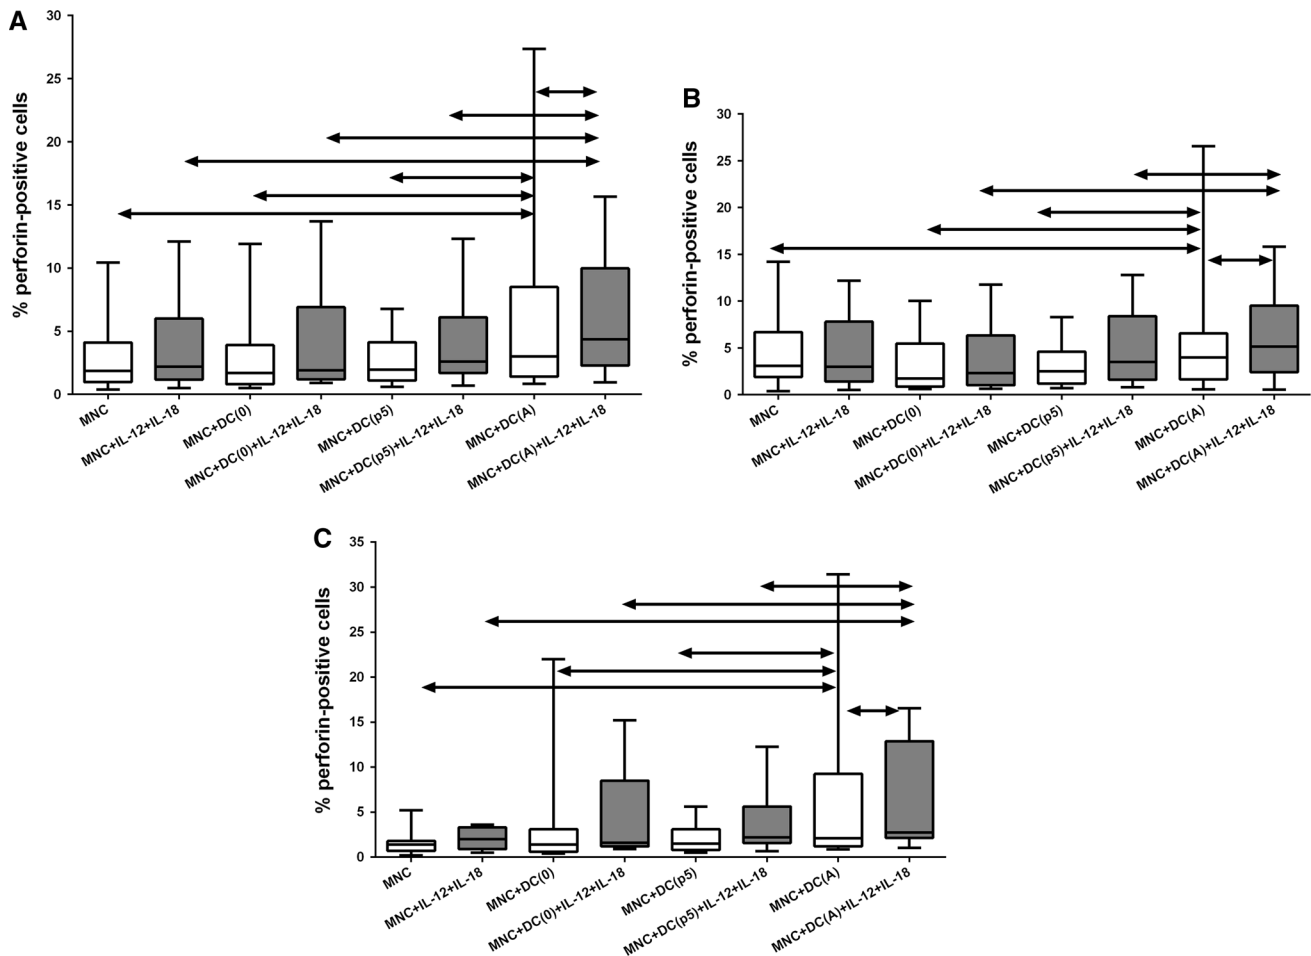 A
% perforin-positive cells
30
25
20
15
10
5
0
MNC
MNC+IL-12+IL-18
MNC+DC(0)
MNC+DC(0)+IL-12+IL-18
MNC+DC(p5)
MNC+DC(p5)+IL-12+IL-18
MNC+DC(A)
MNC+DC(A)+IL-12+IL-18
B
% perforin-positive cells
30
25
20
15
10
5
0
MNC
MNC+IL-12+IL-18
MNC+DC(0)
MNC+DC(0)+IL-12+IL-18
MNC+DC(p5)
MNC+DC(p5)+IL-12+IL-18
MNC+DC(A)
MNC+DC(A)+IL-12+IL-18
C
% perforin-positive cells
35
30
25
20
15
10
5
0
MNC
MNC+IL-12+IL-18
MNC+DC(0)
MNC+DC(0)+IL-12+IL-18
MNC+DC(p5)
MNC+DC(p5)+IL-12+IL-18
MNC+DC(A)
MNC+DC(A)+IL-12+IL-18